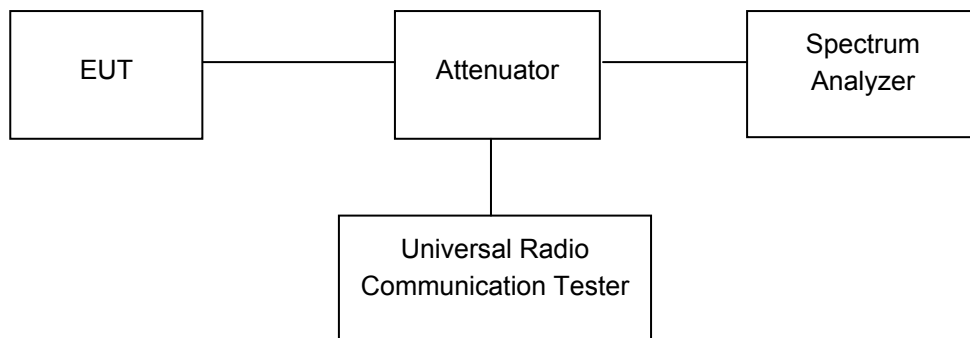 EUT
Attenuator
Spectrum
Analyzer
Universal Radio
Communication Tester